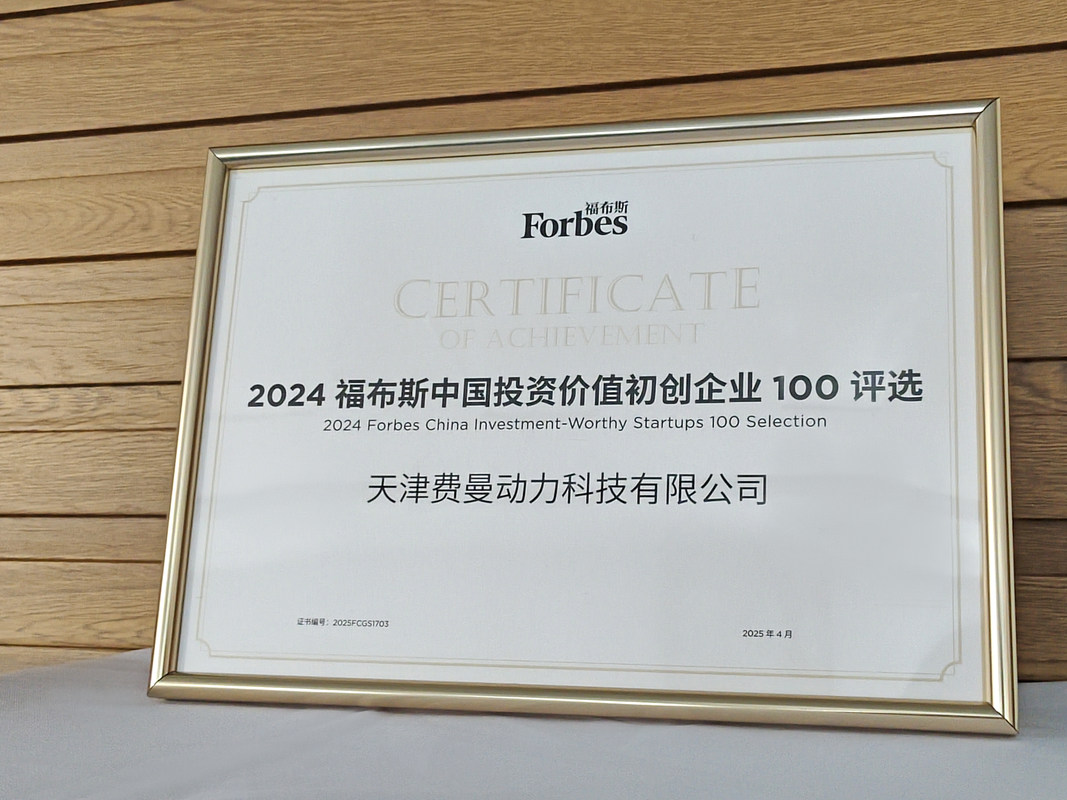 福布斯
Forbes
CERTIFICATE
OF ACHIEVEMENT
2024 福布斯中国投资价值初创企业 100 评选
2024 Forbes China Investment-Worthy Startups 100 Selection
天津费曼动力科技有限公司
证书编号：2025FCGS1703
2025 年 4 月